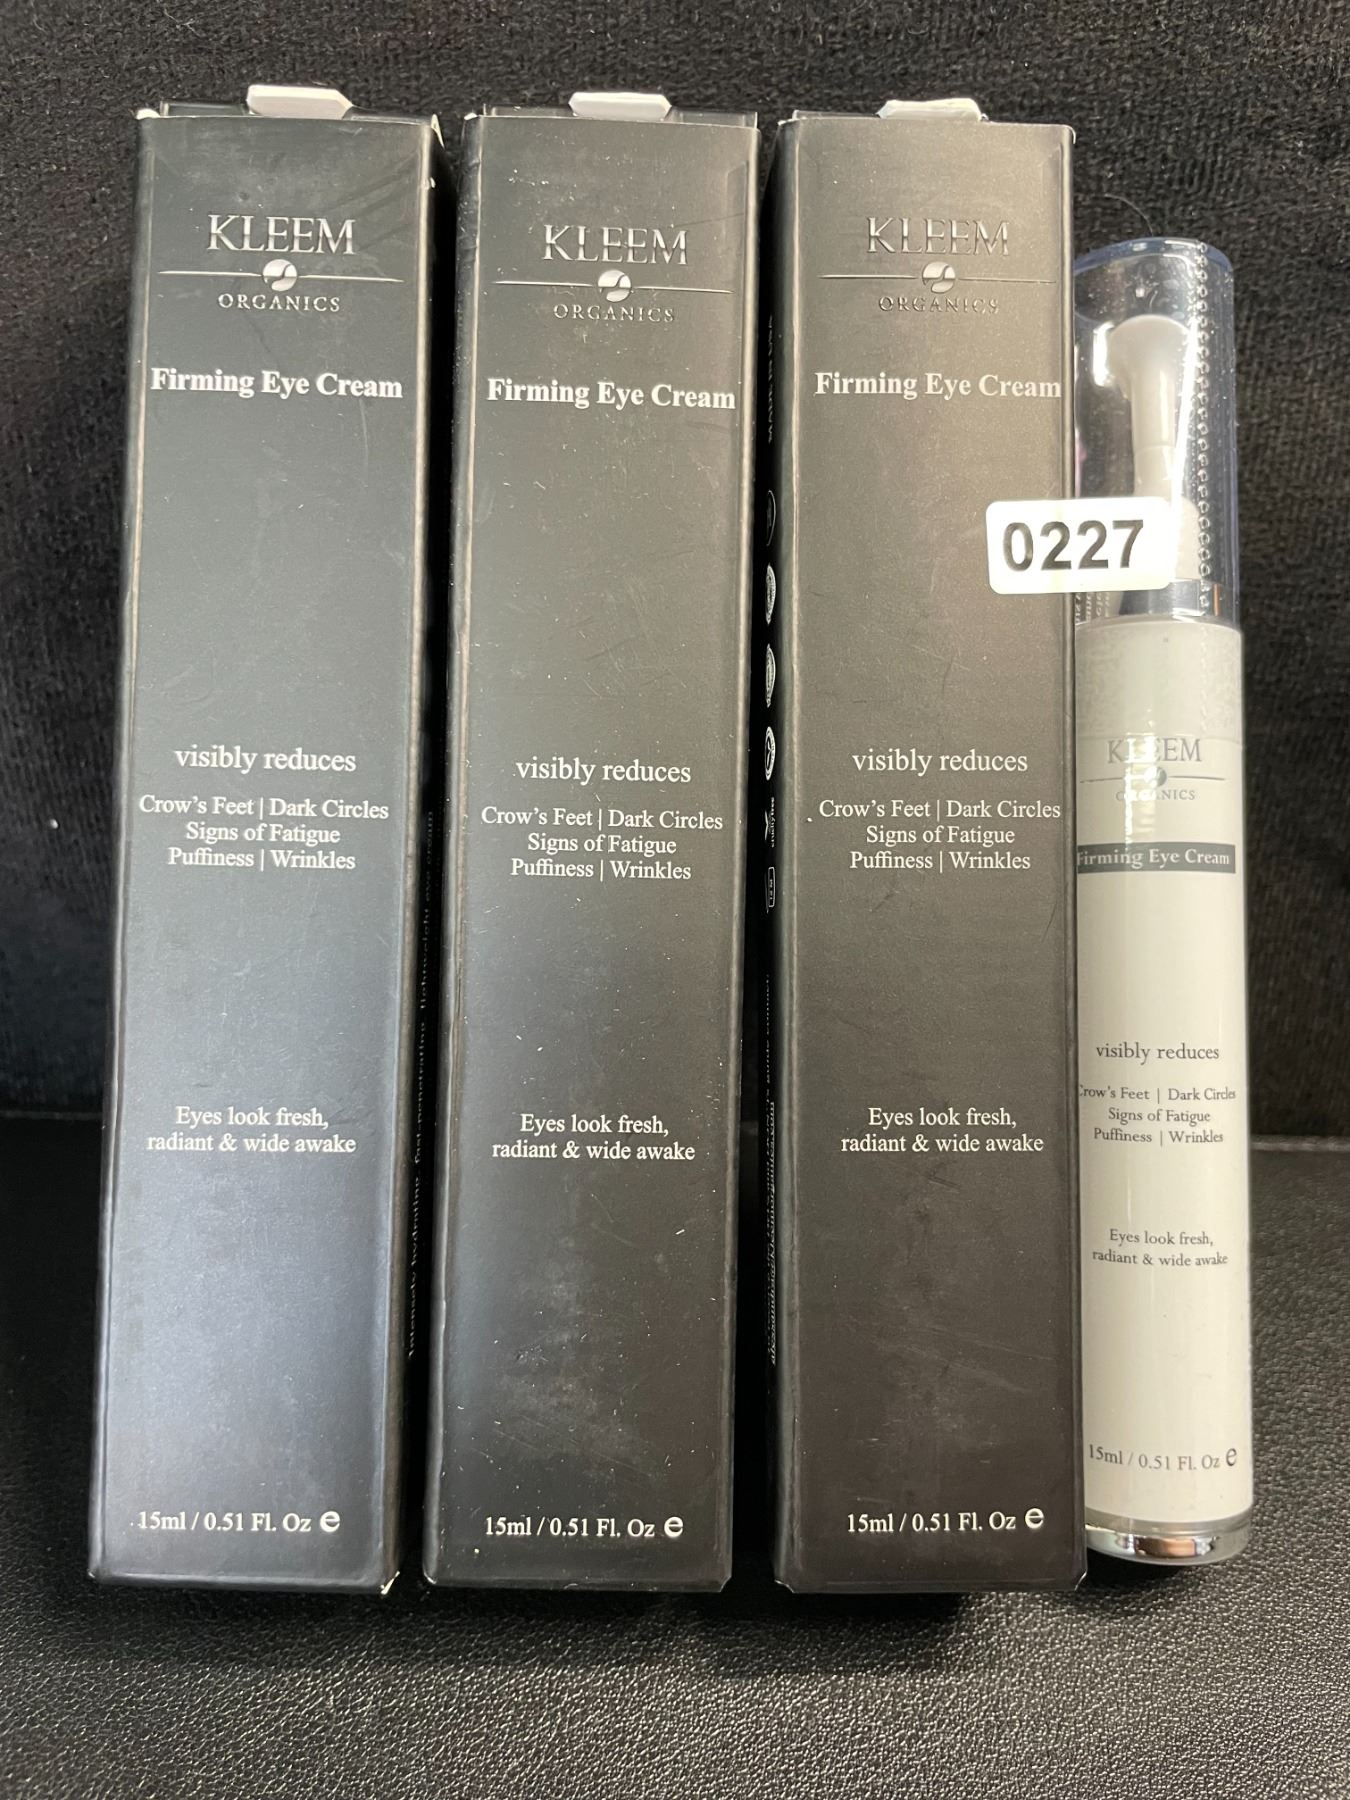 KLEEM
ORGANICS
Firming Eye Cream
visibly reduces
Crow's Feet | Dark Circles
Signs of Fatigue
Puffiness | Wrinkles
Eyes look fresh,
radiant & wide awake
15ml / 0.51 Fl. Oz e
KLEEM
ORGANICS
Firming Eye Cream
visibly reduces
Crow's Feet | Dark Circles
Signs of Fatigue
Puffiness | Wrinkles
Eyes look fresh,
radiant & wide awake
15ml / 0.51 Fl. Oz e
KLEEM
ORGANICS
Firming Eye Cream
visibly reduces
Crow's Feet | Dark Circles
Signs of Fatigue
Puffiness | Wrinkles
Eyes look fresh,
radiant & wide awake
15ml / 0.51 Fl. Oz e
0227
KLEEM
ORGANICS
Firming Eye Cream
visibly reduces
Crow's Feet | Dark Circles
Signs of Fatigue
Puffiness | Wrinkles
Eyes look fresh,
radiant & wide awake
15ml / 0.51 Fl. Oz e